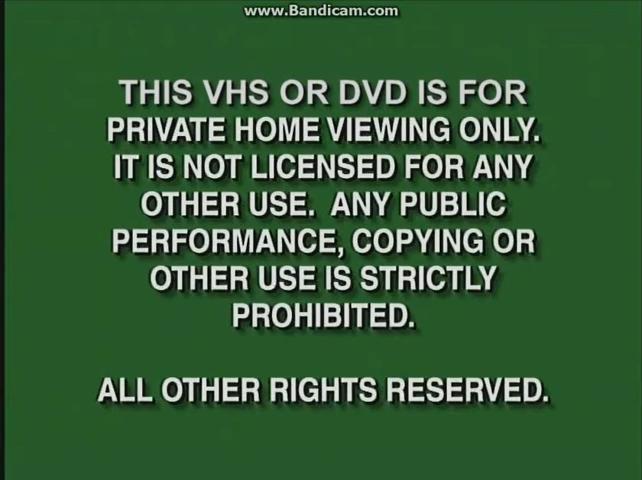 www.Bandicam.com
THIS VHS OR DVD IS FOR
PRIVATE HOME VIEWING ONLY.
IT IS NOT LICENSED FOR ANY
OTHER USE.  ANY PUBLIC
PERFORMANCE, COPYING OR
OTHER USE IS STRICTLY
PROHIBITED.
ALL OTHER RIGHTS RESERVED.